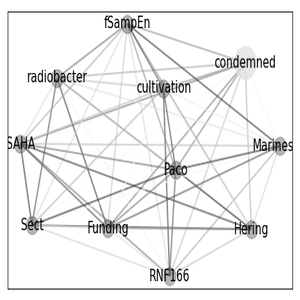 fSampEn
condemned
radiobacter
cultivation
SAHA
Marines
Paco
Sect
Funding
Hering
RNF166